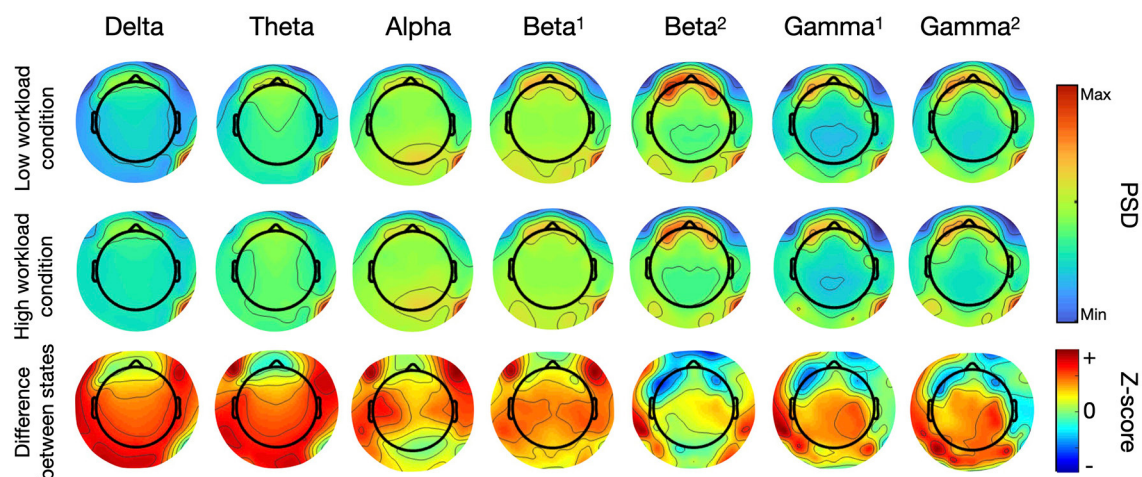 Delta Theta Alpha Beta¹ Beta² Gamma¹ Gamma²
Low workload
condition
High workload
condition
Difference
between states
Max
Min
PSD
+
0
-
Z-score